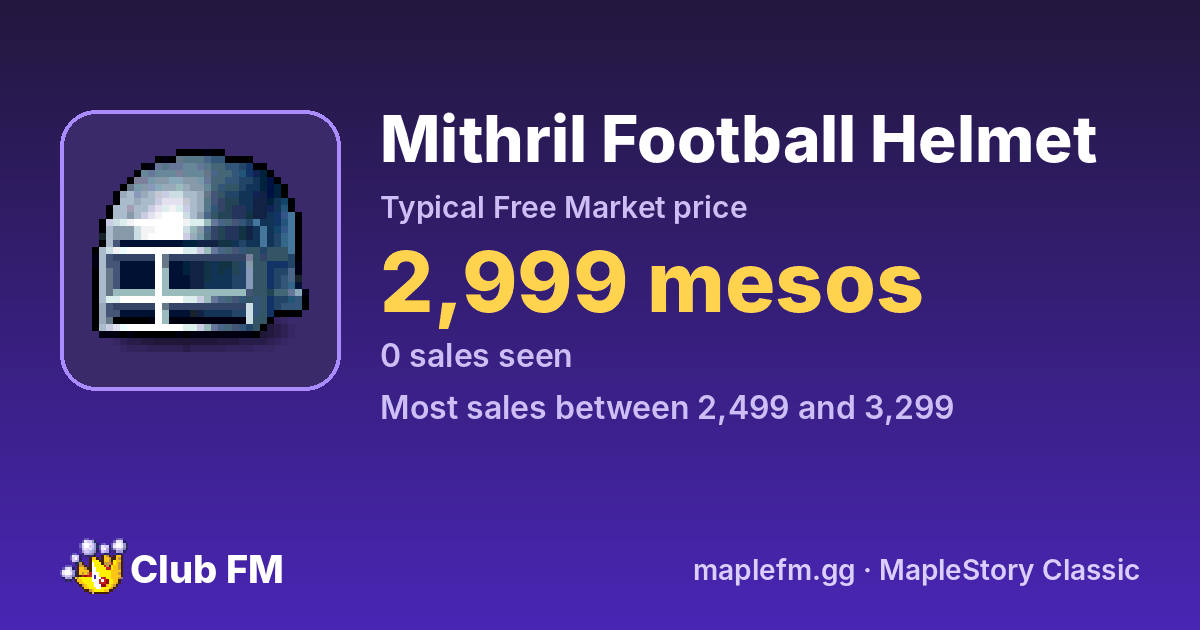 Mithril Football Helmet
Typical Free Market price
2,999 mesos
0 sales seen
Most sales between 2,499 and 3,299
Club FM
maplefm.gg · MapleStory Classic